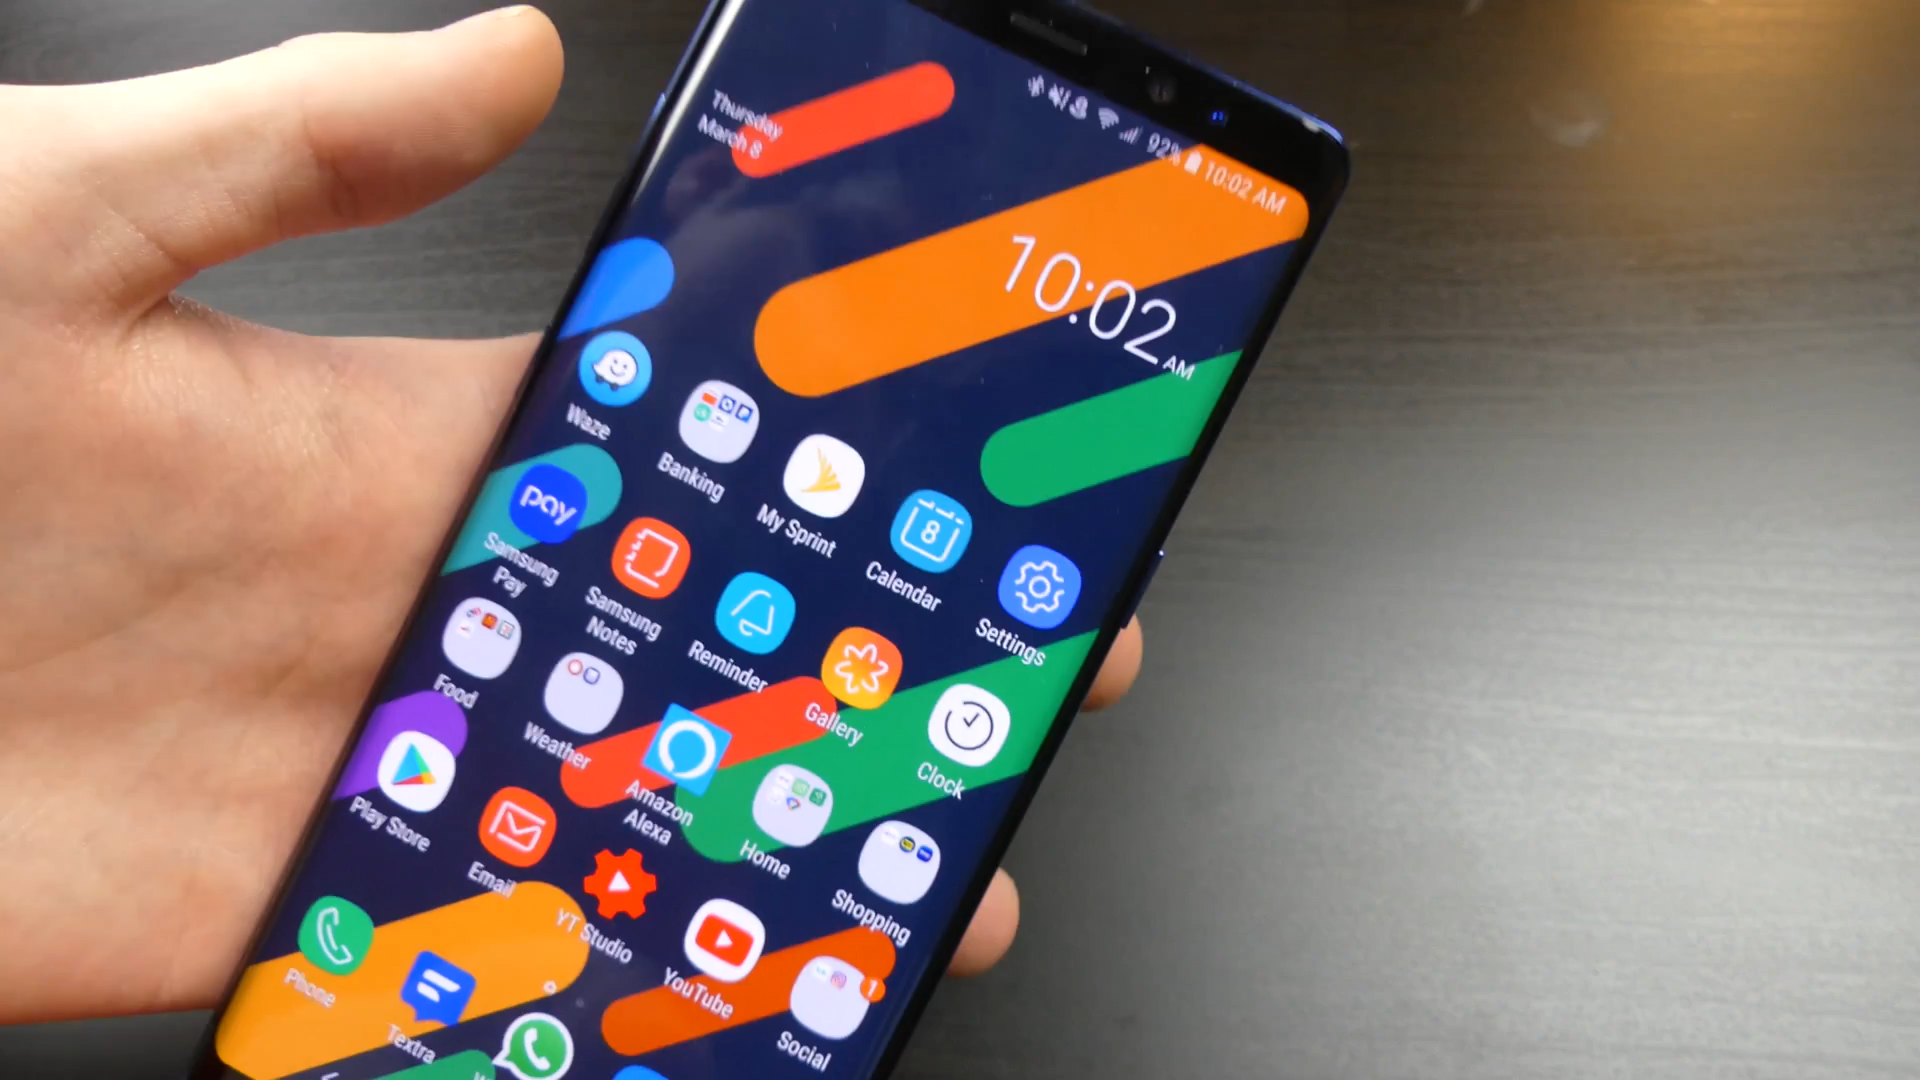 92% 10:02 AM
Thursday
March 8
10:02 AM
Waze
Banking
My Sprint
8
Calendar
Settings
pay
Samsung
Pay
Samsung
Notes
Reminder
Gallery
Clock
Food
Weather
Amazon
Alexa
Home
Shopping
Play Store
Email
YT Studio
YouTube
1
Social
Phone
Textra